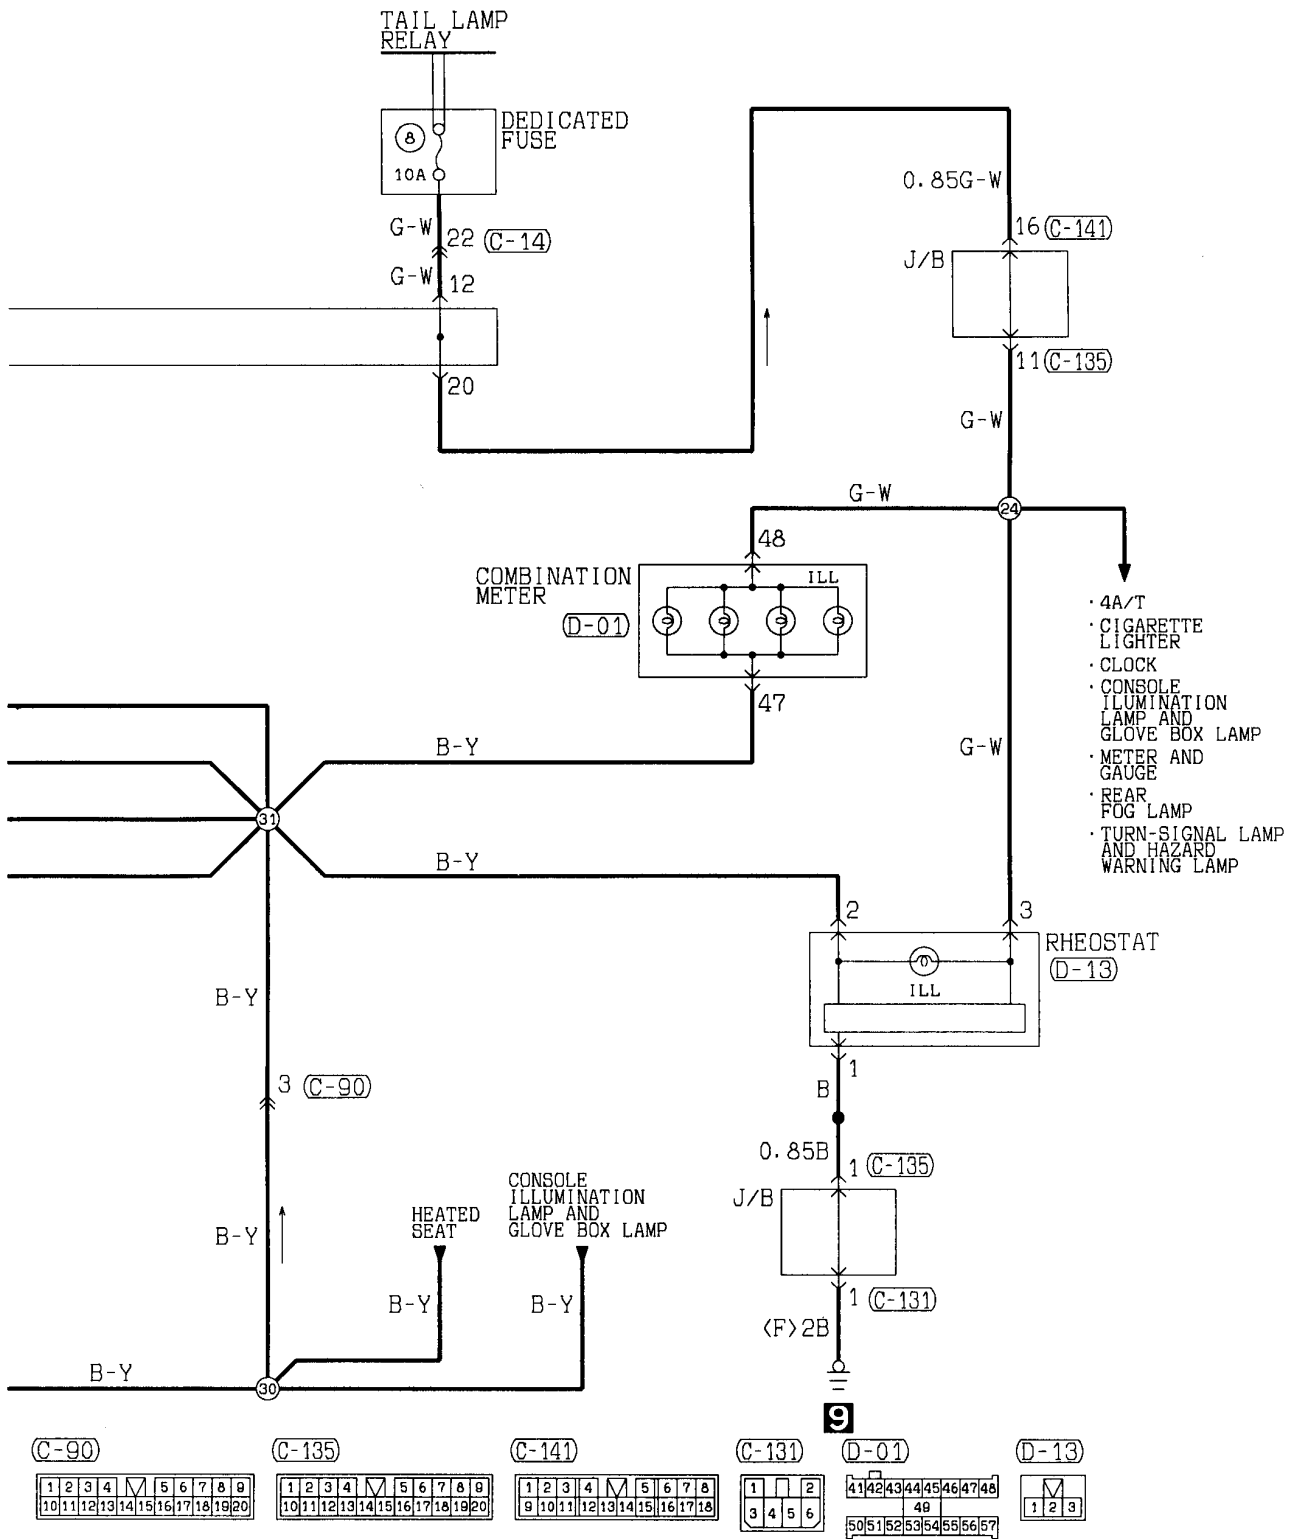 TAIL LAMP
RELAY
DEDICATED
FUSE
8
10A
G-W
22 (C-14)
G-W
12
20
0.85G-W
16 (C-141)
J/B
11 (C-135)
G-W
G-W
24
48
COMBINATION
METER
ILL
(D-01)
47
· 4A/T
· CIGARETTE
LIGHTER
· CLOCK
· CONSOLE
ILUMINATION
LAMP AND
GLOVE BOX LAMP
· METER AND
GAUGE
· REAR
FOG LAMP
· TURN-SIGNAL LAMP
AND HAZARD
WARNING LAMP
B-Y
G-W
31
B-Y
2
3
RHEOSTAT
(D-13)
ILL
B-Y
1
3 (C-90)
B
0.85B
1 (C-135)
J/B
B-Y
HEATED
SEAT
CONSOLE
ILLUMINATION
LAMP AND
GLOVE BOX LAMP
B-Y
B-Y
1 (C-131)
<F>2B
B-Y
30
9
(C-90)
1 2 3 4 5 6 7 8 9
10 11 12 13 14 15 16 17 18 19 20
(C-135)
1 2 3 4 5 6 7 8 9
10 11 12 13 14 15 16 17 18 19 20
(C-141)
1 2 3 4 5 6 7 8
9 10 11 12 13 14 15 16 17 18
(C-131)
1 2
3 4 5 6
(D-01)
41 42 43 44 45 46 47 48
49
50 51 52 53 54 55 56 57
(D-13)
1 2 3